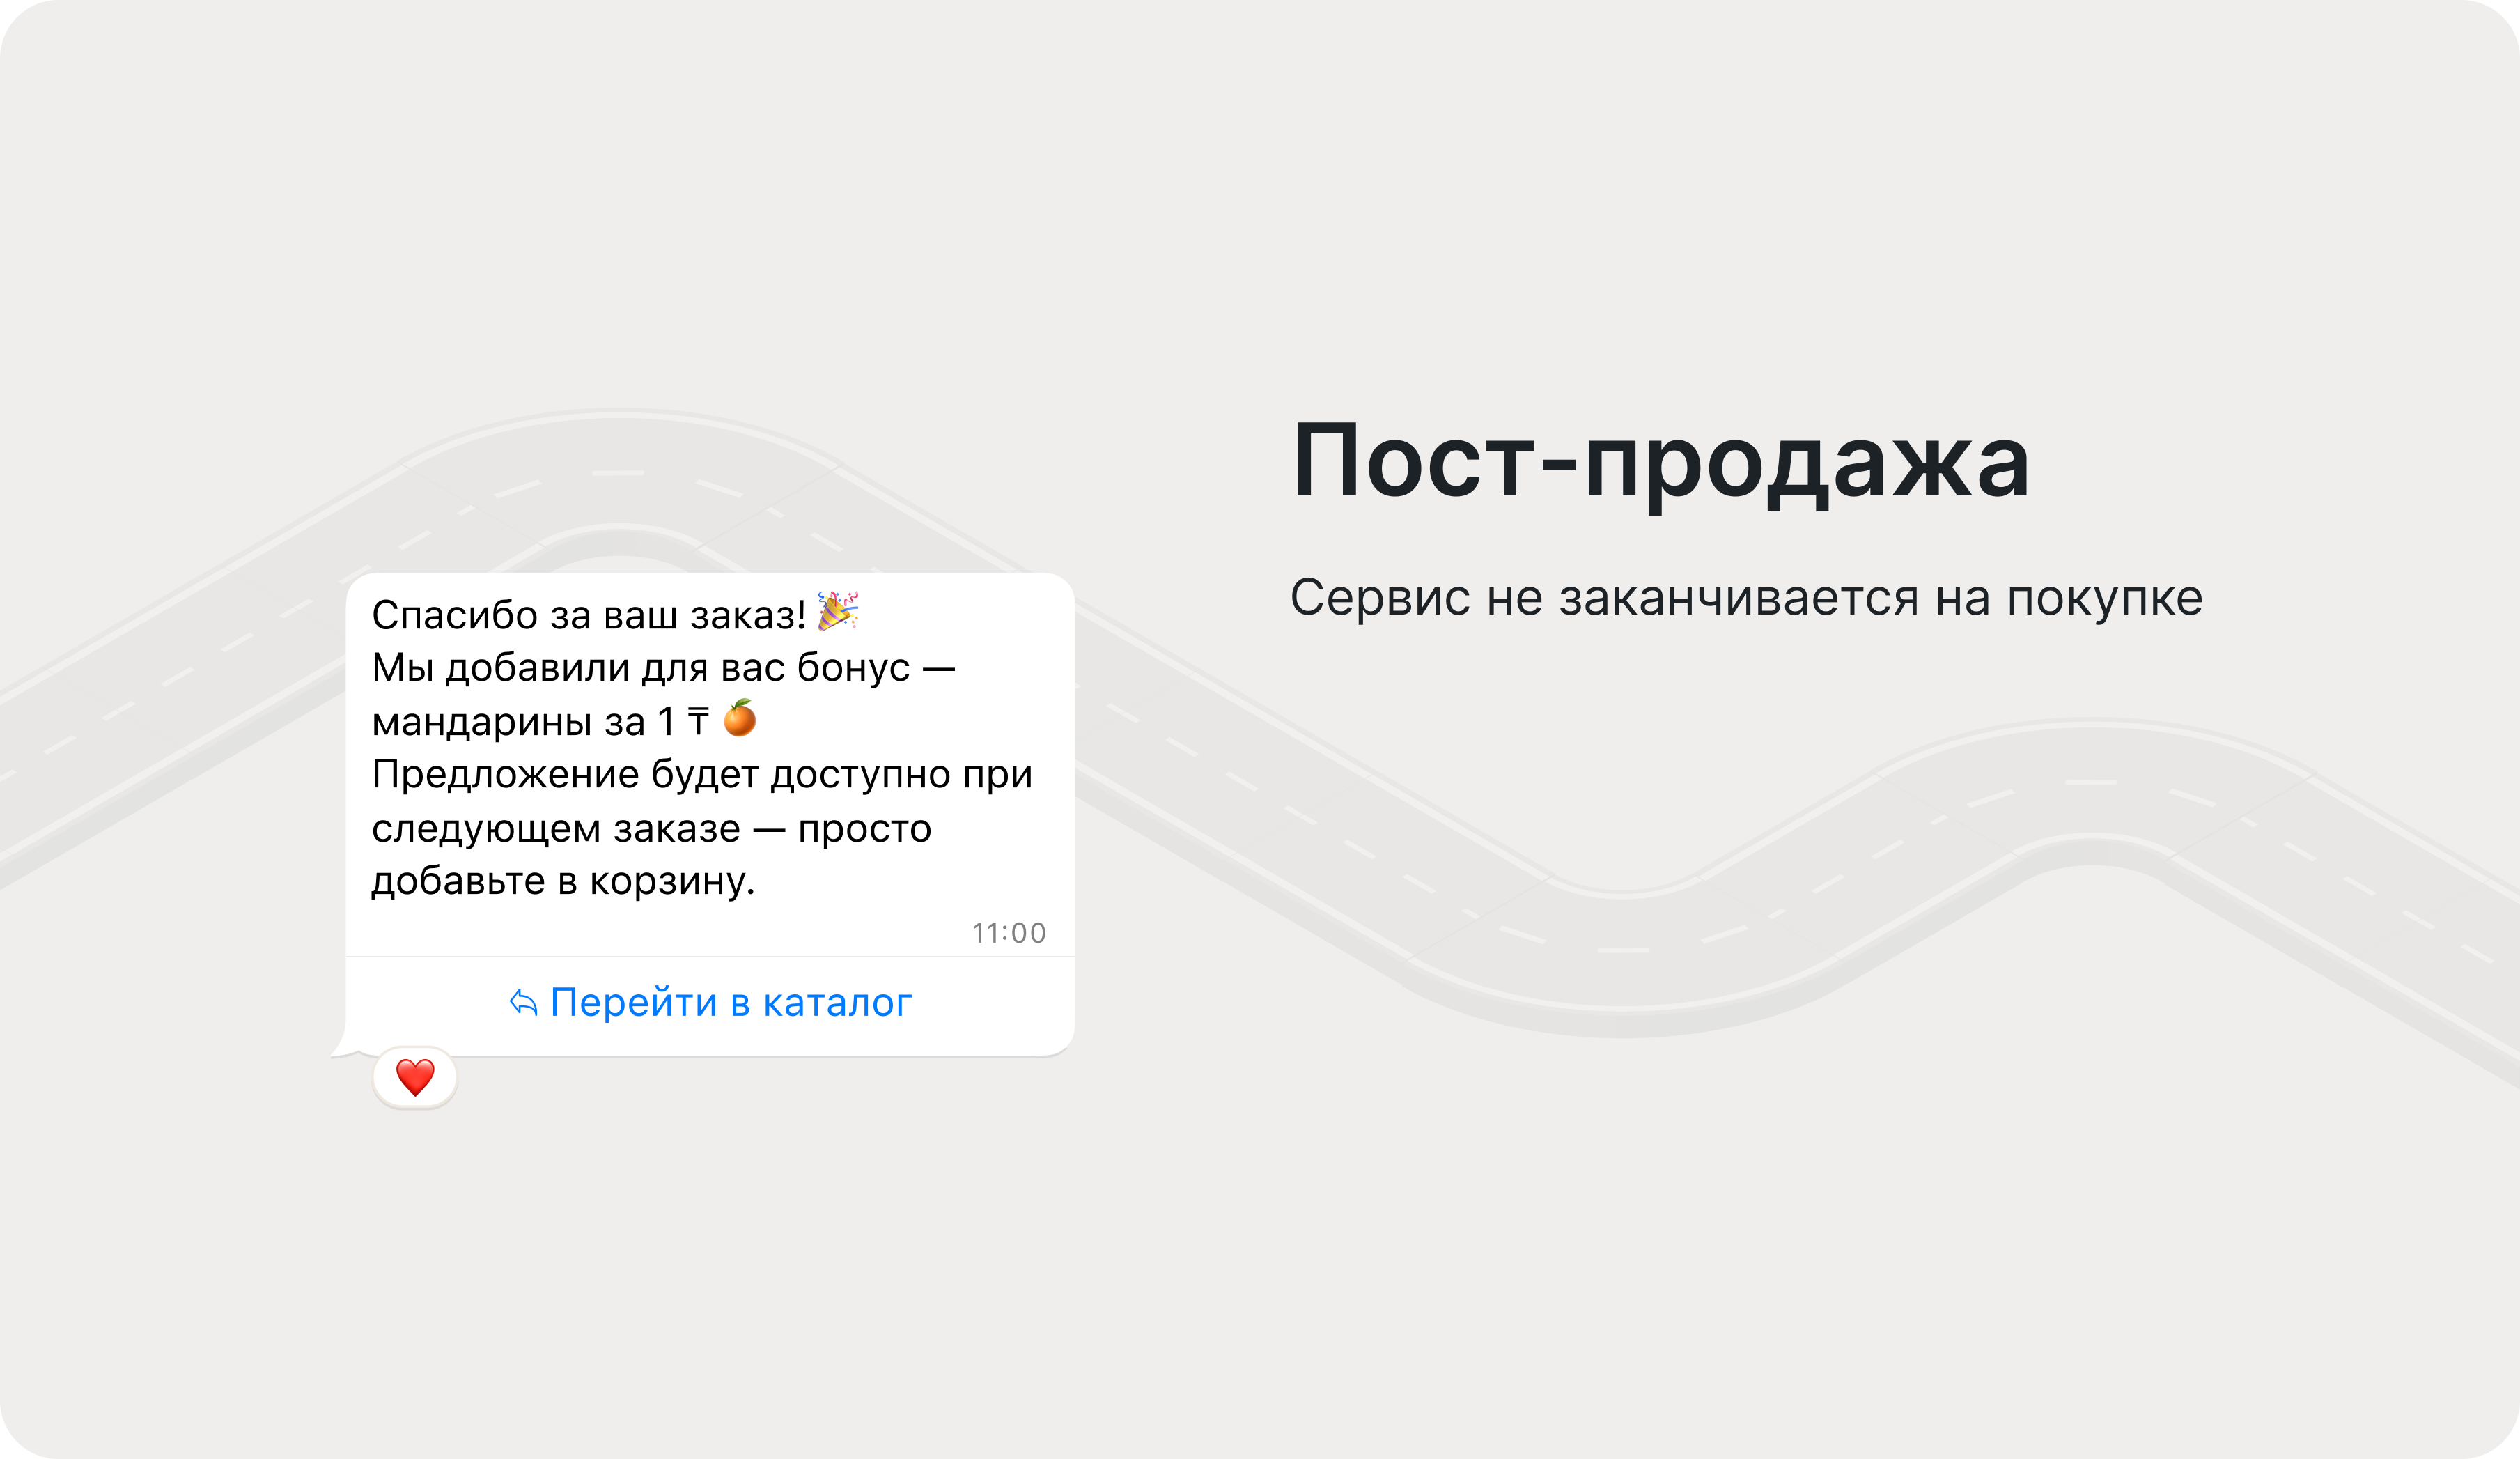 Пост-продажа
Сервис не заканчивается на покупке
Спасибо за ваш заказ! 🎉
Мы добавили для вас бонус —
мандарины за 1 ₸ 🍊
Предложение будет доступно при
следующем заказе — просто
добавьте в корзину.
11:00
Перейти в каталог